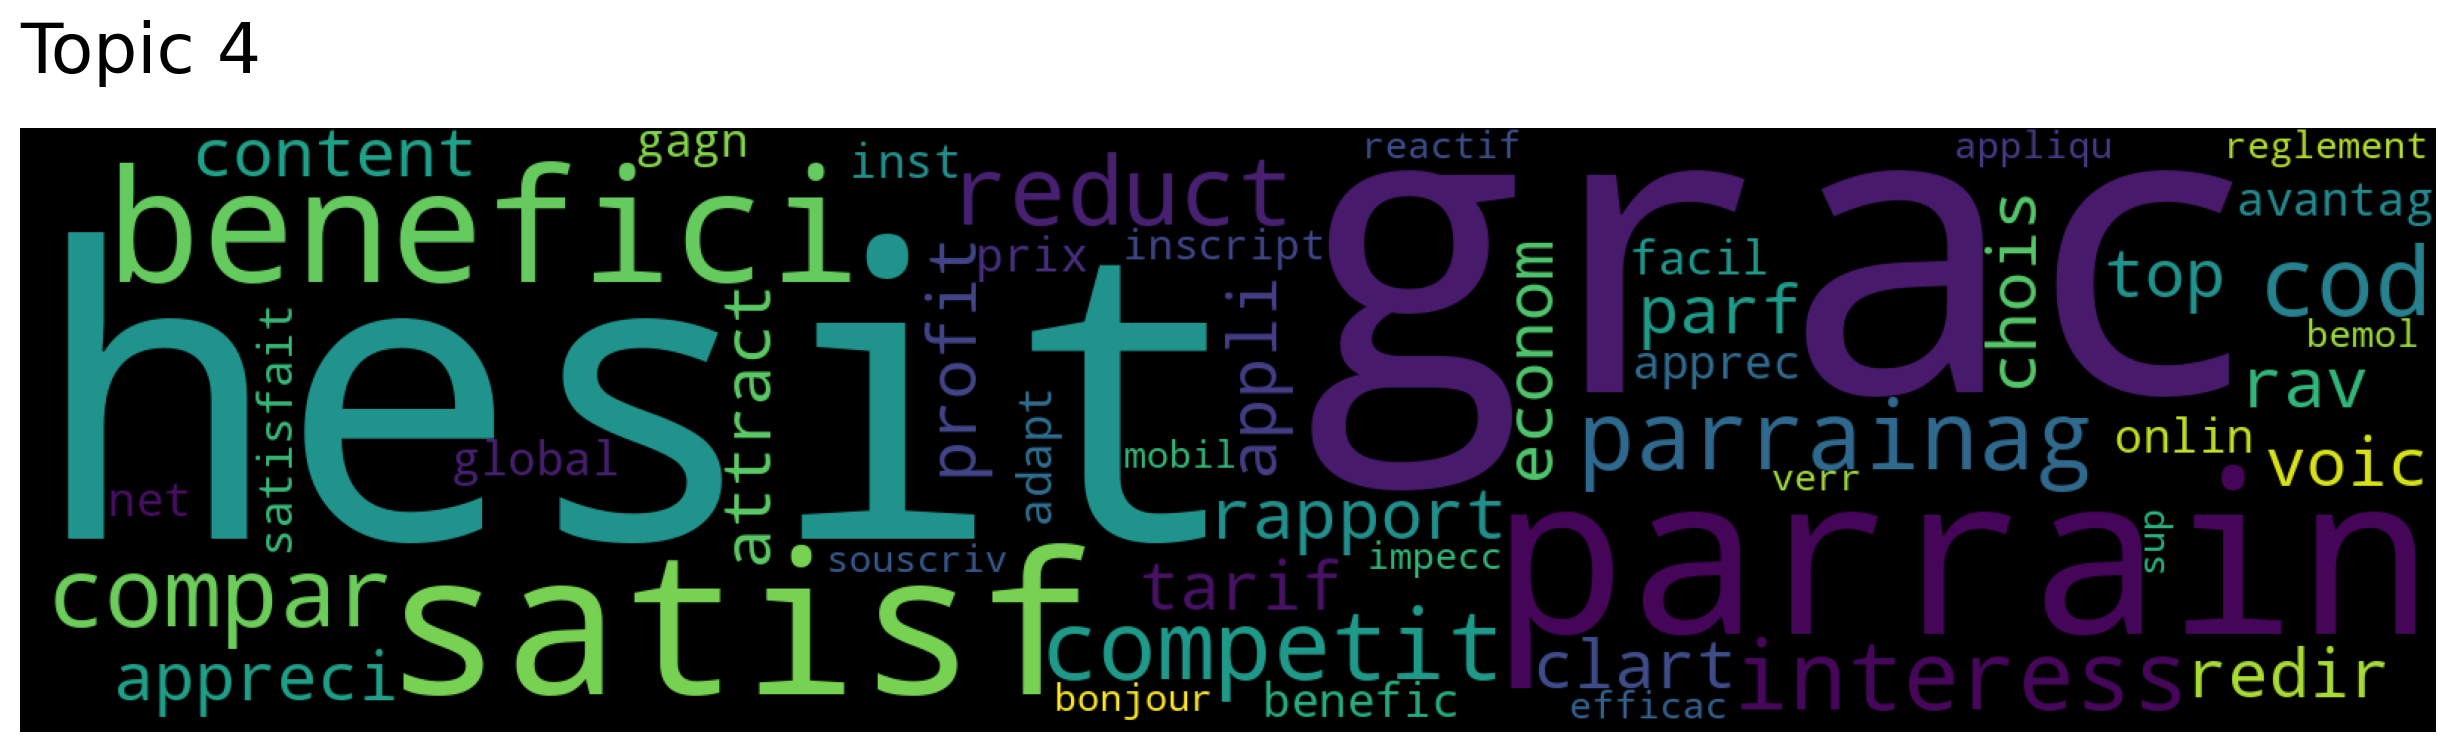 Topic 4
content
gagn
inst
reactif
appliqu
reglement
benefici
reduct
grac
avantag
prix
inscript
facil
top
cod
hesit
satisfait
attract
profit
appli
econom
parf
chois
bemol
apprec
rav
adapt
global
mobil
parrainag
onlin
voic
net
verr
rapport
parrain
sup
souscriv
impecc
compar
satisf
tarif
competit
clart
interess
redir
appreci
bonjour
benefic
efficac